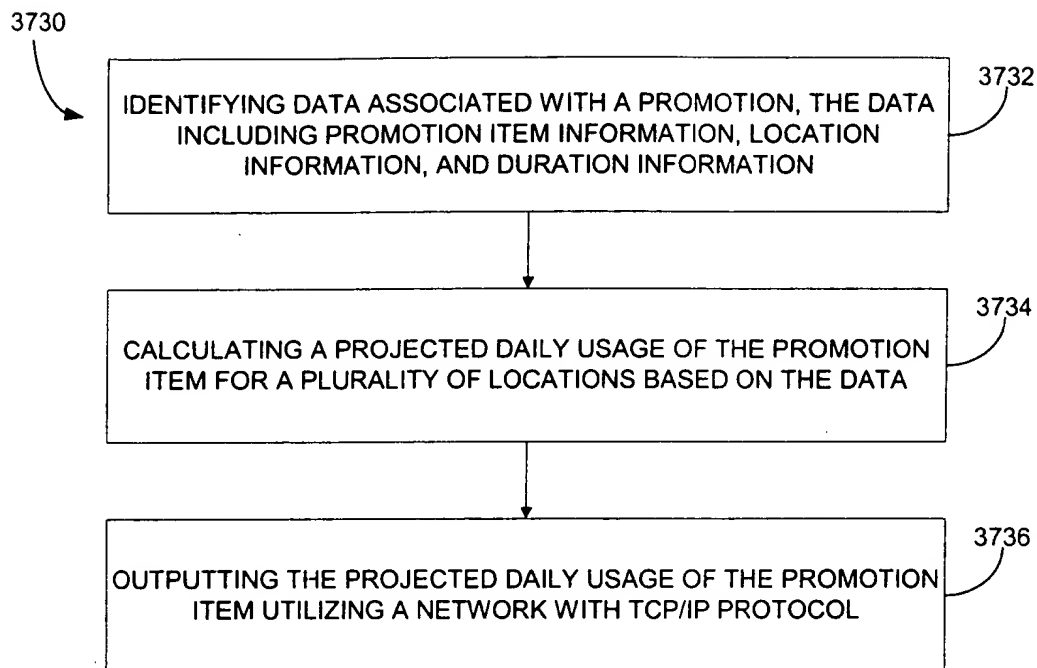 3730
3732
IDENTIFYING DATA ASSOCIATED WITH A PROMOTION, THE DATA
INCLUDING PROMOTION ITEM INFORMATION, LOCATION
INFORMATION, AND DURATION INFORMATION
3734
CALCULATING A PROJECTED DAILY USAGE OF THE PROMOTION
ITEM FOR A PLURALITY OF LOCATIONS BASED ON THE DATA
3736
OUTPUTTING THE PROJECTED DAILY USAGE OF THE PROMOTION
ITEM UTILIZING A NETWORK WITH TCP/IP PROTOCOL